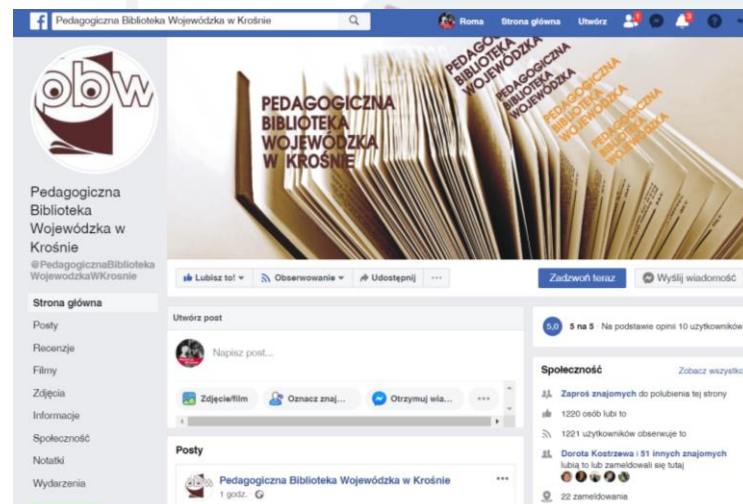 Pedagogiczna Biblioteka Wojewódzka w Krośnie
Roma
Strona główna
Utwórz
pbw
PEDAGOGICZNA
BIBLIOTEKA
WOJEWÓDZKA
W KROŚNIE
PEDAGOGICZNA
BIBLIOTEKA
WOJEWÓDZKA
Pedagogiczna
Biblioteka
Wojewódzka w
Krośnie
@PedagogicznaBiblioteka
WojewodzkaWKrosnie
Strona główna
Posty
Recenzje
Filmy
Zdjęcia
Informacje
Społeczność
Notatki
Wydarzenia
Lubisz to!
Obserwowanie
Udostępnij
Zadzwoń teraz
Wyślij wiadomość
Utwórz post
Napisz post...
Zdjęcie/film
Oznacz znaj...
Otrzymuj wia...
Posty
Pedagogiczna Biblioteka Wojewódzka w Krośnie
1 godz.
5,0
5 na 5 · Na podstawie opinii 10 użytkowników
Społeczność
Zobacz wszystko
Zaproś znajomych do polubienia tej strony
1220 osób lubi to
1221 użytkowników obserwuje to
Dorota Kostrzewa i 51 innych znajomych
lubią to lub zameldowali się tutaj
22 zameldowania